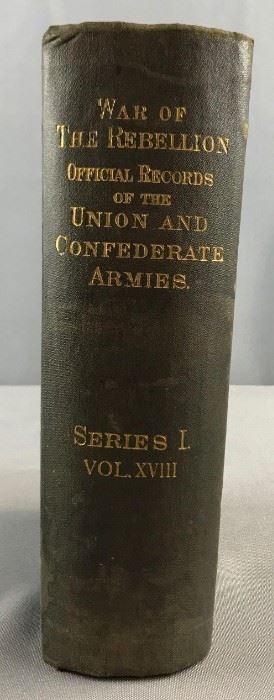 WAR OF
THE REBELLION
OFFICIAL RECORDS
OF THE
UNION AND
CONFEDERATE
ARMIES.
SERIES I.
VOL. XVIII